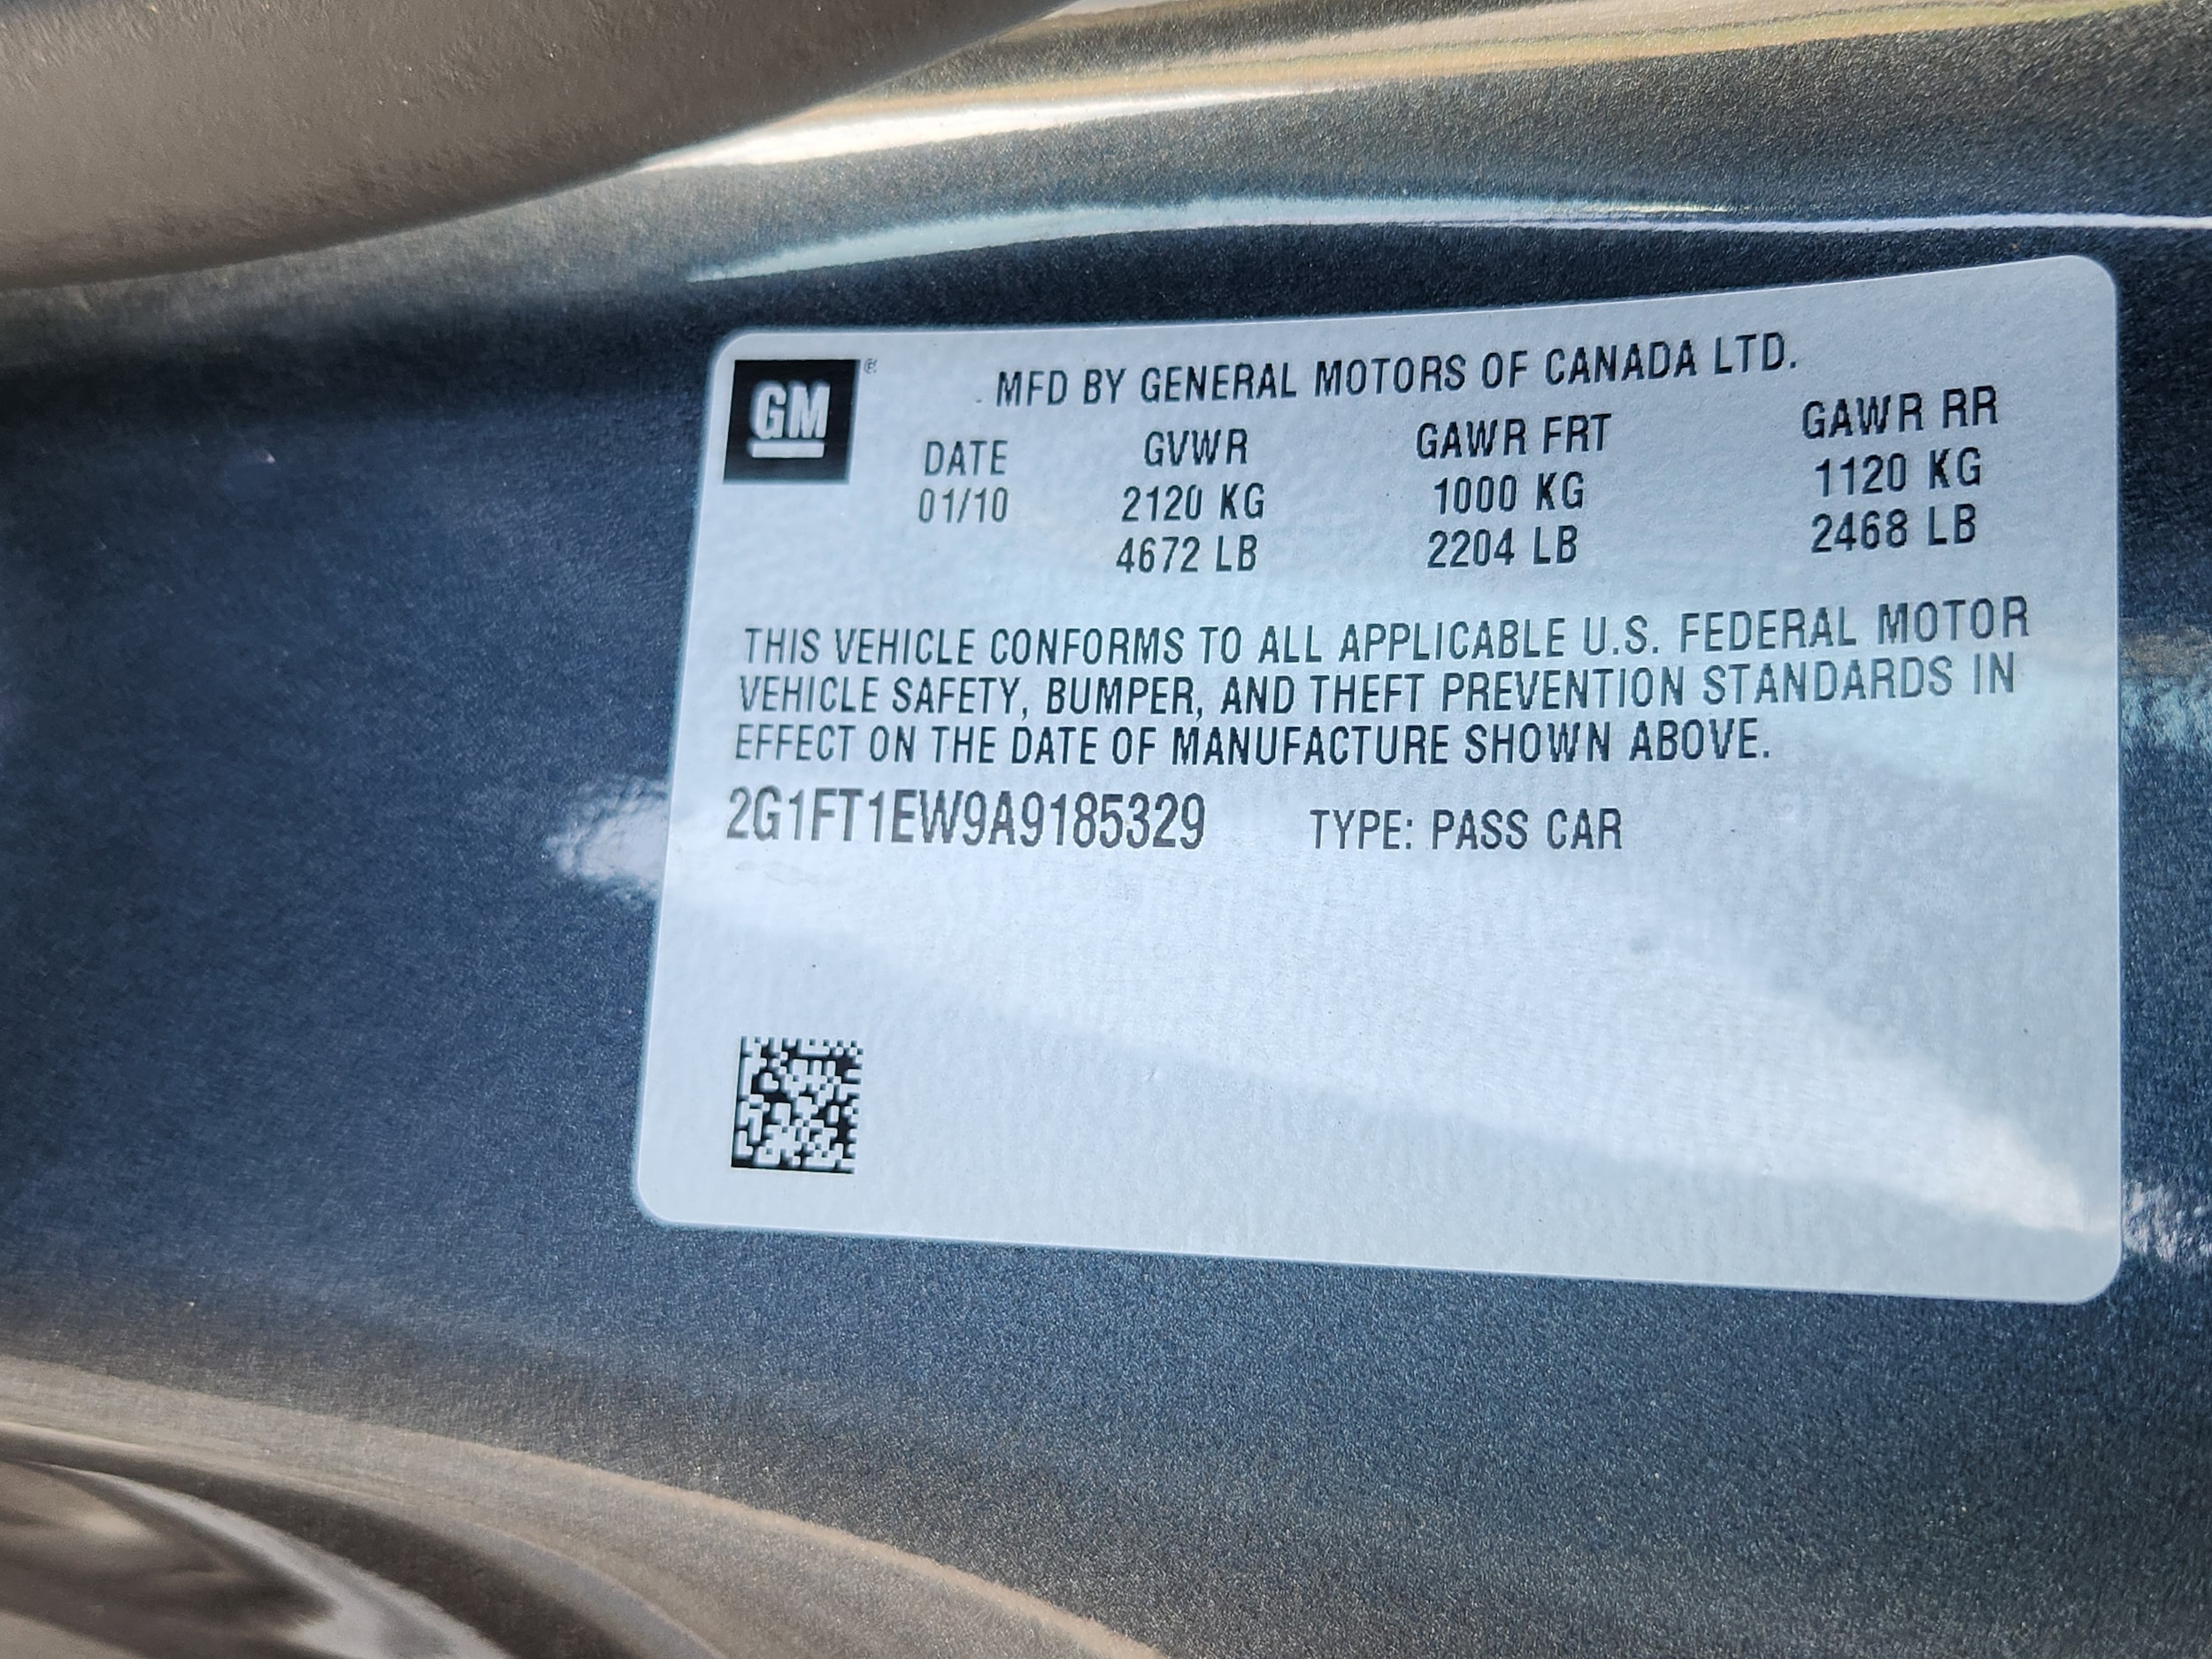 GM ®
MFD BY GENERAL MOTORS OF CANADA LTD.
DATE GVWR GAWR FRT GAWR RR
01/10 2120 KG 1000 KG 1120 KG
4672 LB 2204 LB 2468 LB
THIS VEHICLE CONFORMS TO ALL APPLICABLE U.S. FEDERAL MOTOR
VEHICLE SAFETY, BUMPER, AND THEFT PREVENTION STANDARDS IN
EFFECT ON THE DATE OF MANUFACTURE SHOWN ABOVE.
2G1FT1EW9A9185329 TYPE: PASS CAR